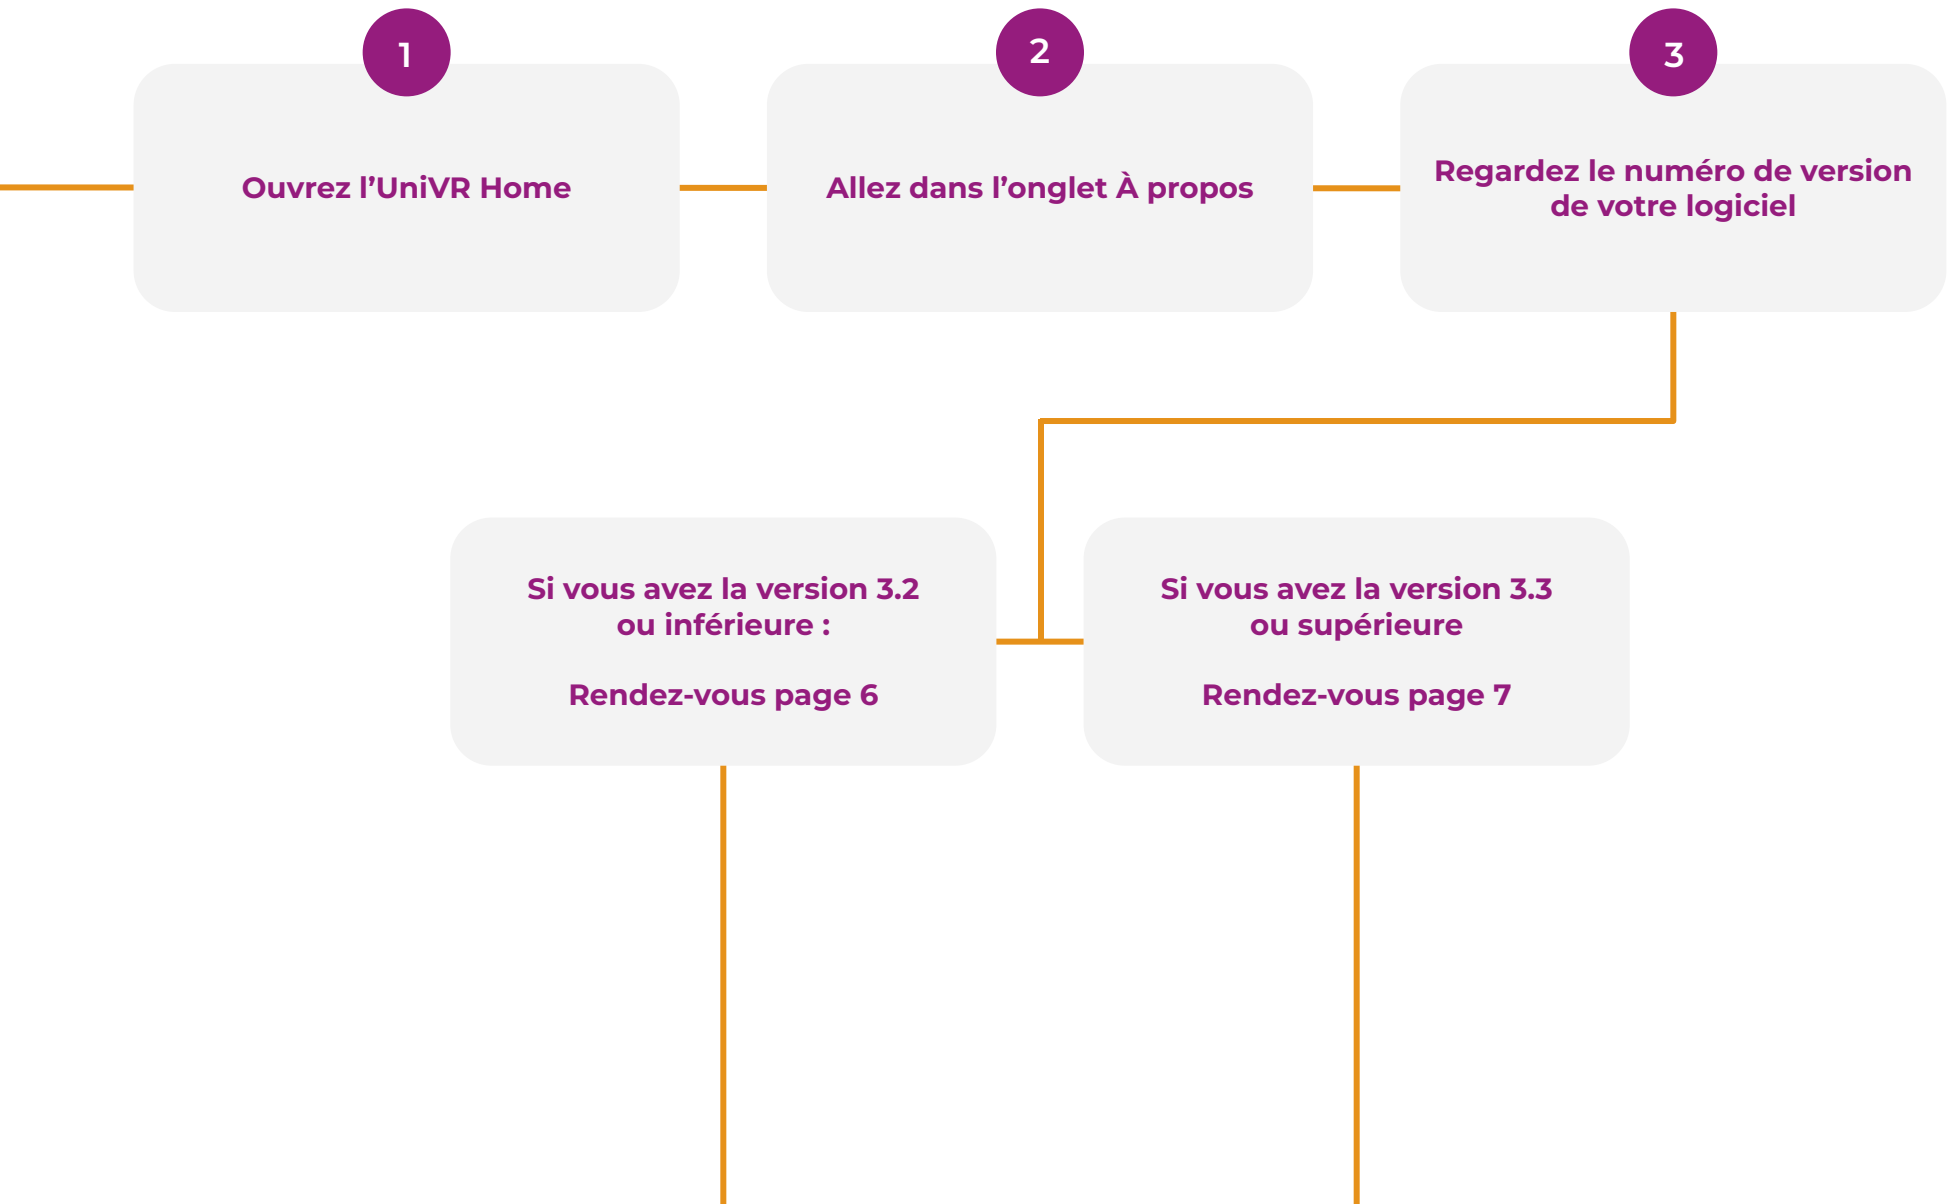 1
Ouvrez l’UniVR Home
2
Allez dans l’onglet À propos
3
Regardez le numéro de version
de votre logiciel
Si vous avez la version 3.2
ou inférieure :
Rendez-vous page 6
Si vous avez la version 3.3
ou supérieure
Rendez-vous page 7